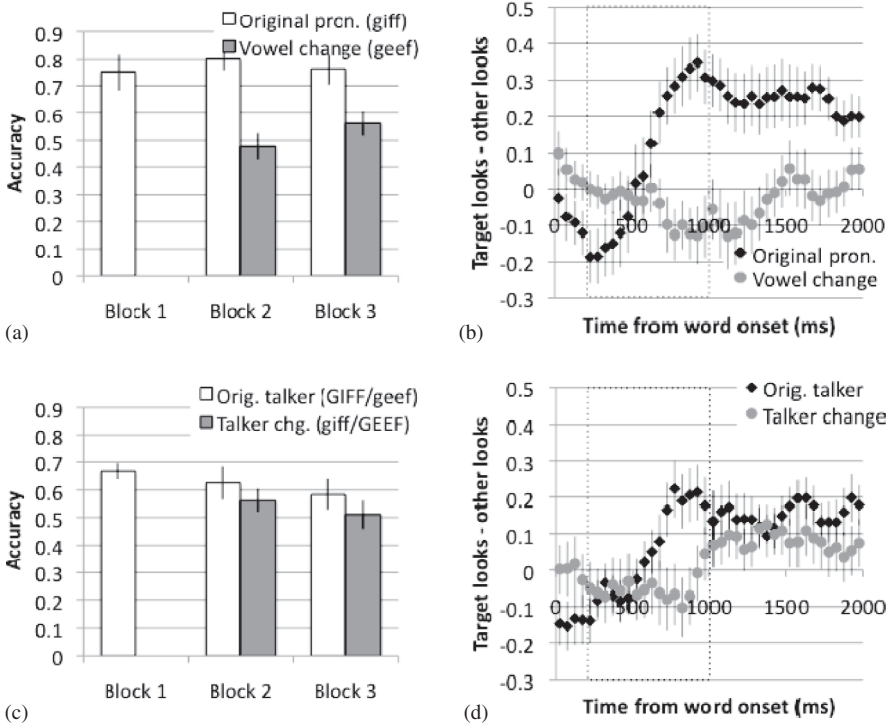 Original pron. (giff)
Vowel change (geef)
0.9
0.8
0.7
0.6
0.5
0.4
0.3
0.2
0.1
0
Accuracy
Block 1 Block 2 Block 3
(a)
0.5
0.4
0.3
0.2
0.1
0
-0.1
-0.2
-0.3
Target looks - other looks
0 500 1000 1500 2000
Original pron.
Vowel change
Time from word onset (ms)
(b)
Orig. talker (GIFF/geef)
Talker chg. (giff/GEEF)
0.9
0.8
0.7
0.6
0.5
0.4
0.3
0.2
0.1
0
Accuracy
Block 1 Block 2 Block 3
(c)
Orig. talker
Talker change
0.5
0.4
0.3
0.2
0.1
0
-0.1
-0.2
-0.3
Target looks - other looks
0 500 1000 1500 2000
Time from word onset (ms)
(d)